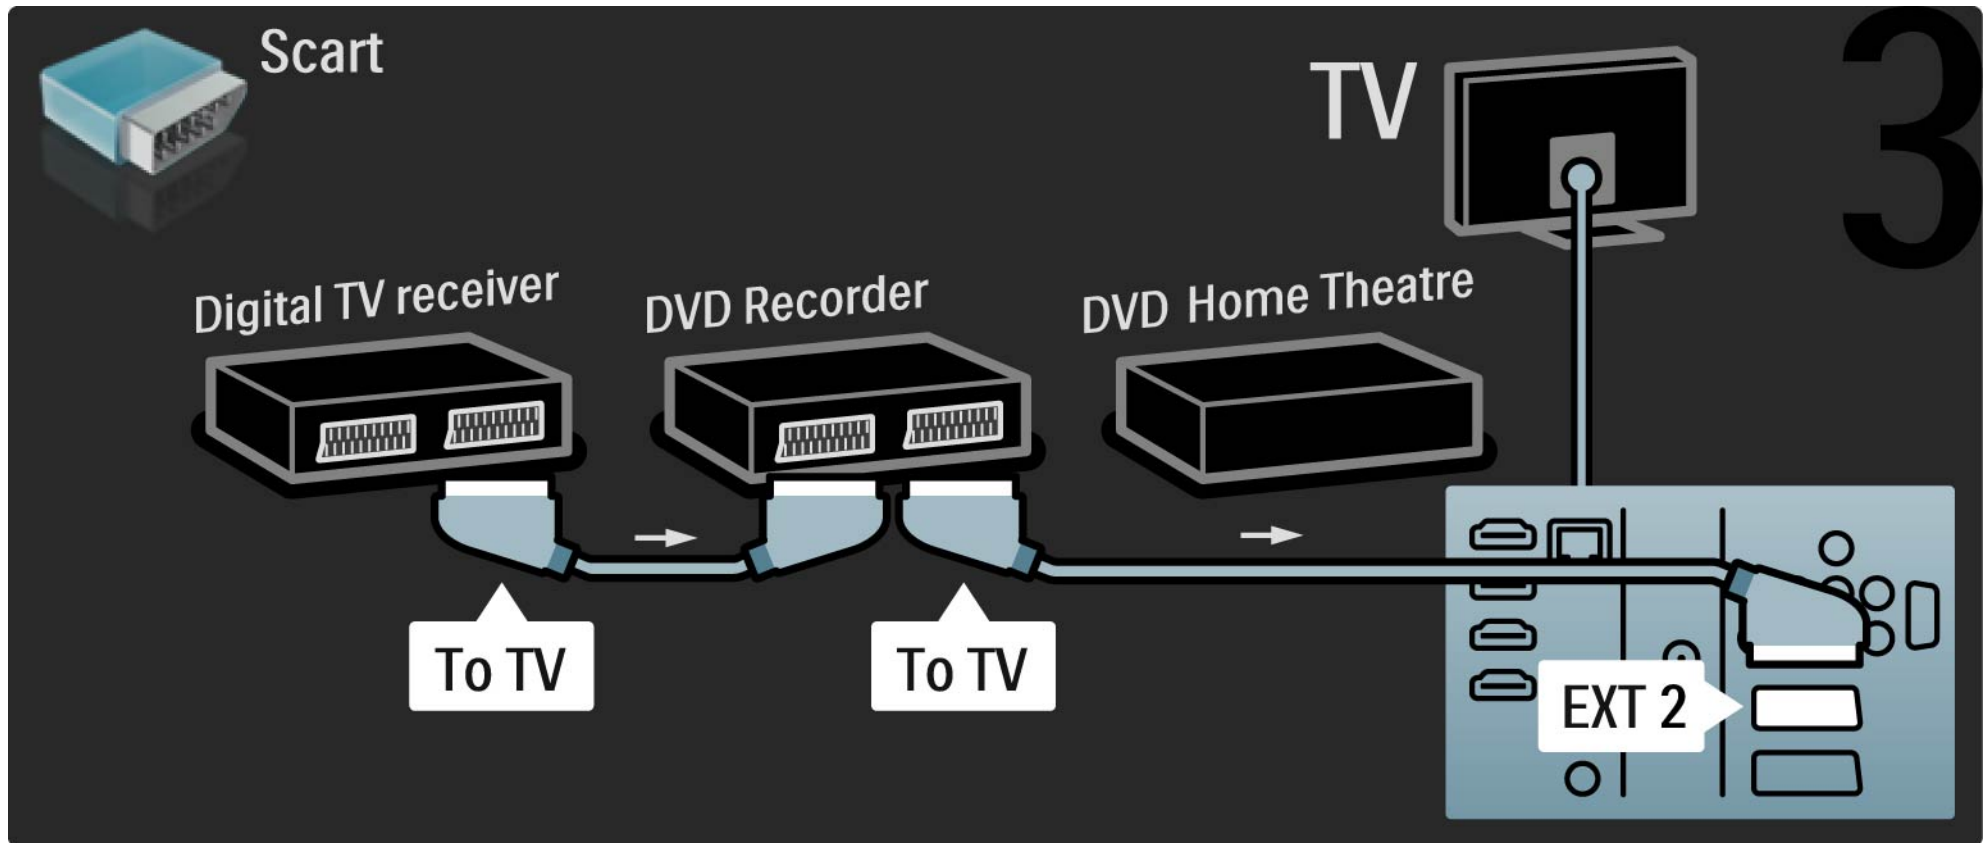 Scart
TV
3
Digital TV receiver
DVD Recorder
DVD Home Theatre
To TV
To TV
EXT 2